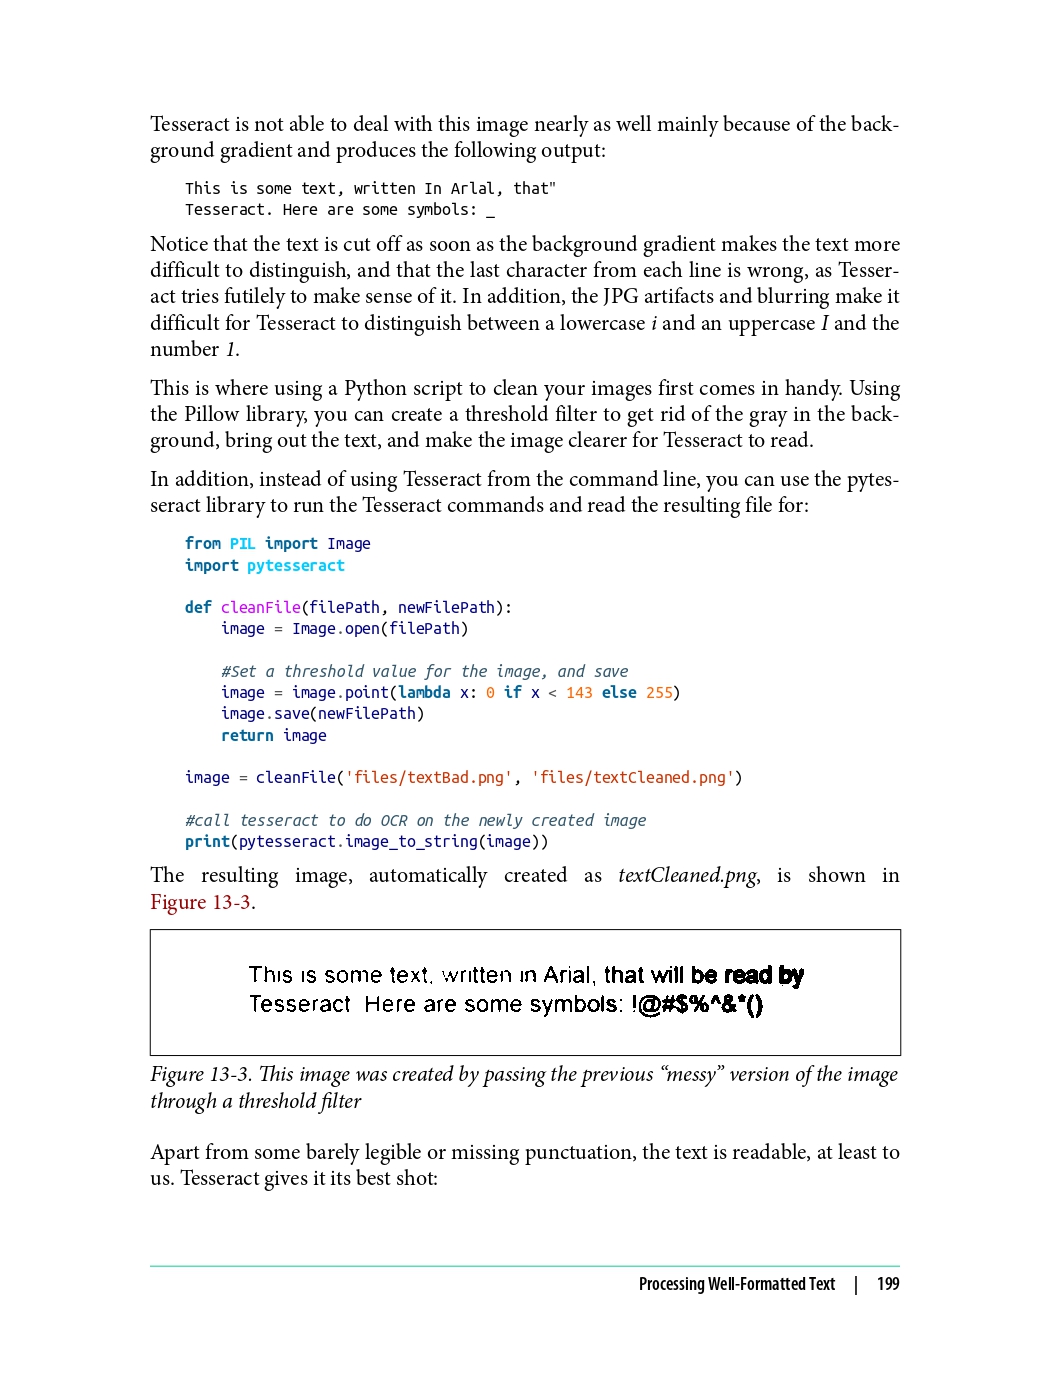 Tesseract is not able to deal with this image nearly as well mainly because of the back-
ground gradient and produces the following output:
This is some text, written In Arlal, that"
Tesseract. Here are some symbols: _
Notice that the text is cut off as soon as the background gradient makes the text more
difficult to distinguish, and that the last character from each line is wrong, as Tesser-
act tries futilely to make sense of it. In addition, the JPG artifacts and blurring make it
difficult for Tesseract to distinguish between a lowercase i and an uppercase I and the
number 1.
This is where using a Python script to clean your images first comes in handy. Using
the Pillow library, you can create a threshold filter to get rid of the gray in the back-
ground, bring out the text, and make the image clearer for Tesseract to read.
In addition, instead of using Tesseract from the command line, you can use the pytes-
seract library to run the Tesseract commands and read the resulting file for:
from PIL import Image
import pytesseract
def cleanFile(filePath, newFilePath):
    image = Image.open(filePath)
    #Set a threshold value for the image, and save
    image = image.point(lambda x: 0 if x < 143 else 255)
    image.save(newFilePath)
    return image
image = cleanFile('files/textBad.png', 'files/textCleaned.png')
#call tesseract to do OCR on the newly created image
print(pytesseract.image_to_string(image))
The resulting image, automatically created as textCleaned.png, is shown in
Figure 13-3.
This is some text, written in Arial, that will be read by
Tesseract Here are some symbols: !@#$%^&*()
Figure 13-3. This image was created by passing the previous “messy” version of the image
through a threshold filter
Apart from some barely legible or missing punctuation, the text is readable, at least to
us. Tesseract gives it its best shot:
Processing Well-Formatted Text | 199